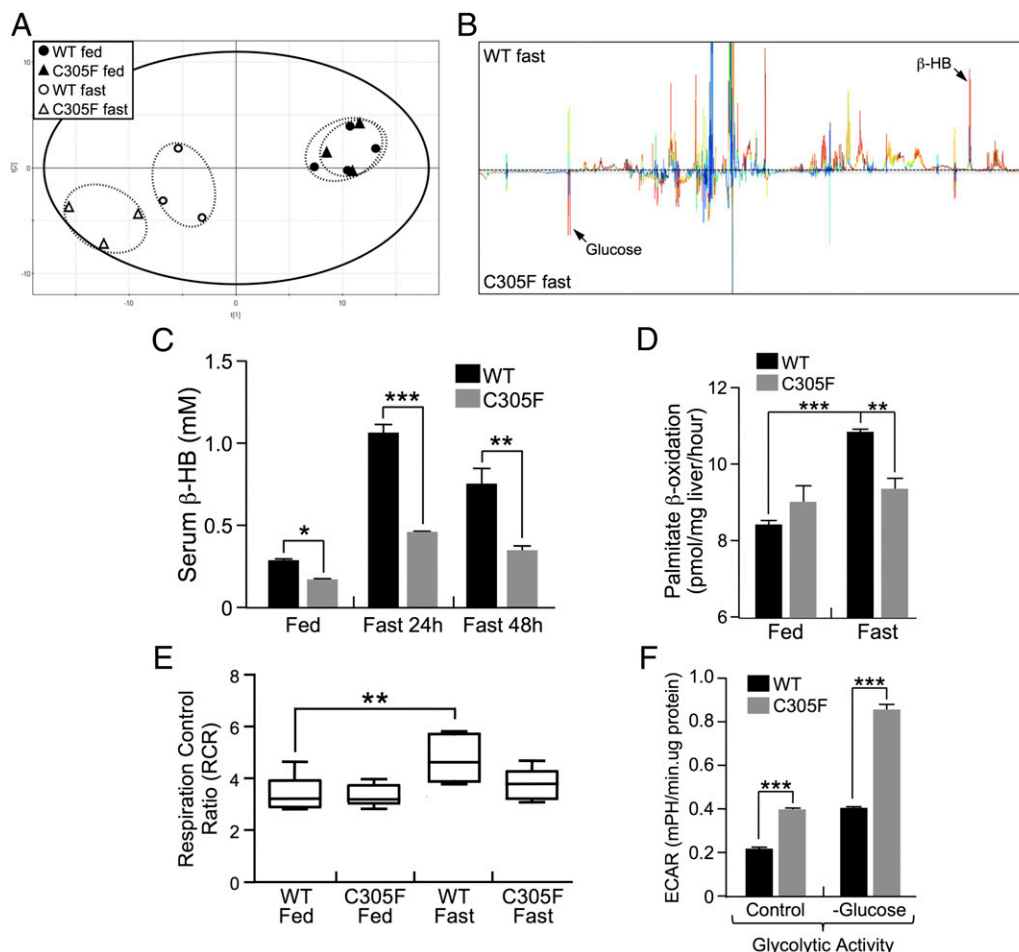 A
WT fed
C305F fed
WT fast
C305F fast
10
0
-10
t[2]
-10
0
10
t[1]
B
WT fast
β-HB
Glucose
C305F fast
C
WT
C305F
Serum β-HB (mM)
1.5
1.0
0.5
0
*
***
**
Fed
Fast 24h
Fast 48h
D
WT
C305F
Palmitate β-oxidation
(pmol/mg liver/hour)
12
10
8
6
***
**
Fed
Fast
E
Respiration Control
Ratio (RCR)
8
6
4
2
0
**
WT
Fed
C305F
Fed
WT
Fast
C305F
Fast
F
WT
C305F
ECAR (mPH/min.ug protein)
1.0
0.8
0.6
0.4
0.2
0
***
***
Control
-Glucose
Glycolytic Activity